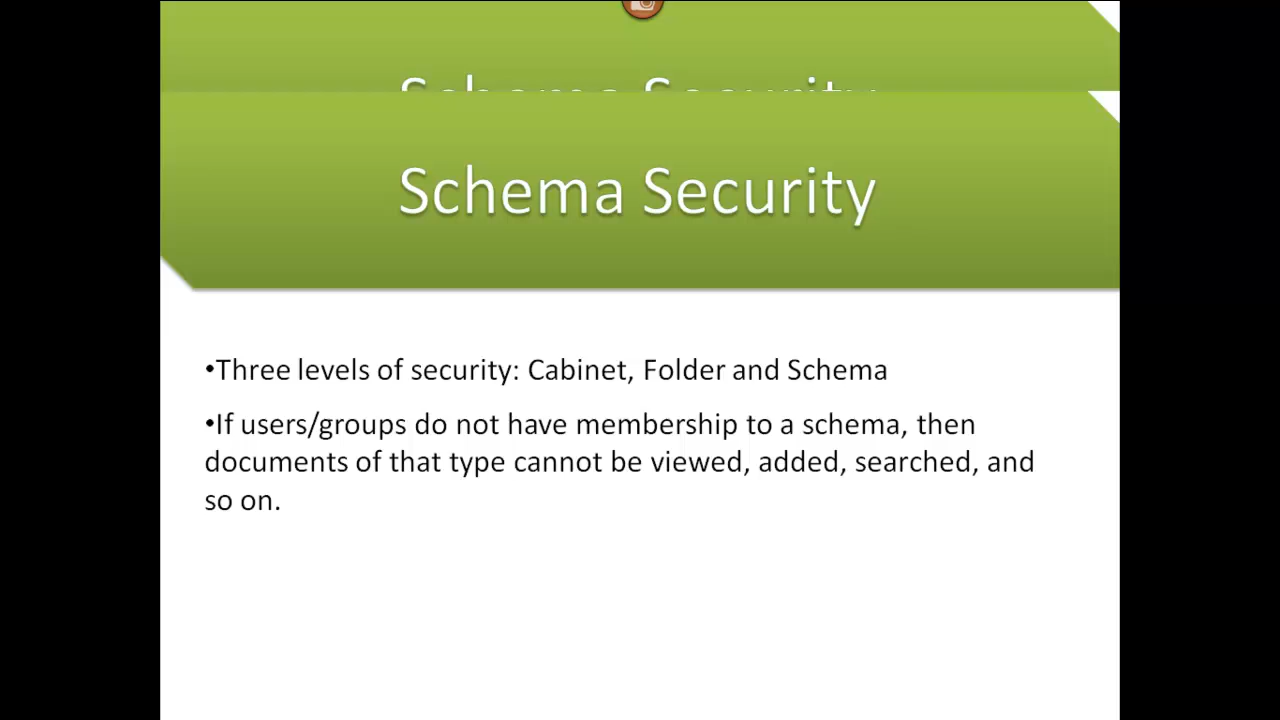 Schema Security
Schema Security
•Three levels of security: Cabinet, Folder and Schema
•If users/groups do not have membership to a schema, then
documents of that type cannot be viewed, added, searched, and
so on.